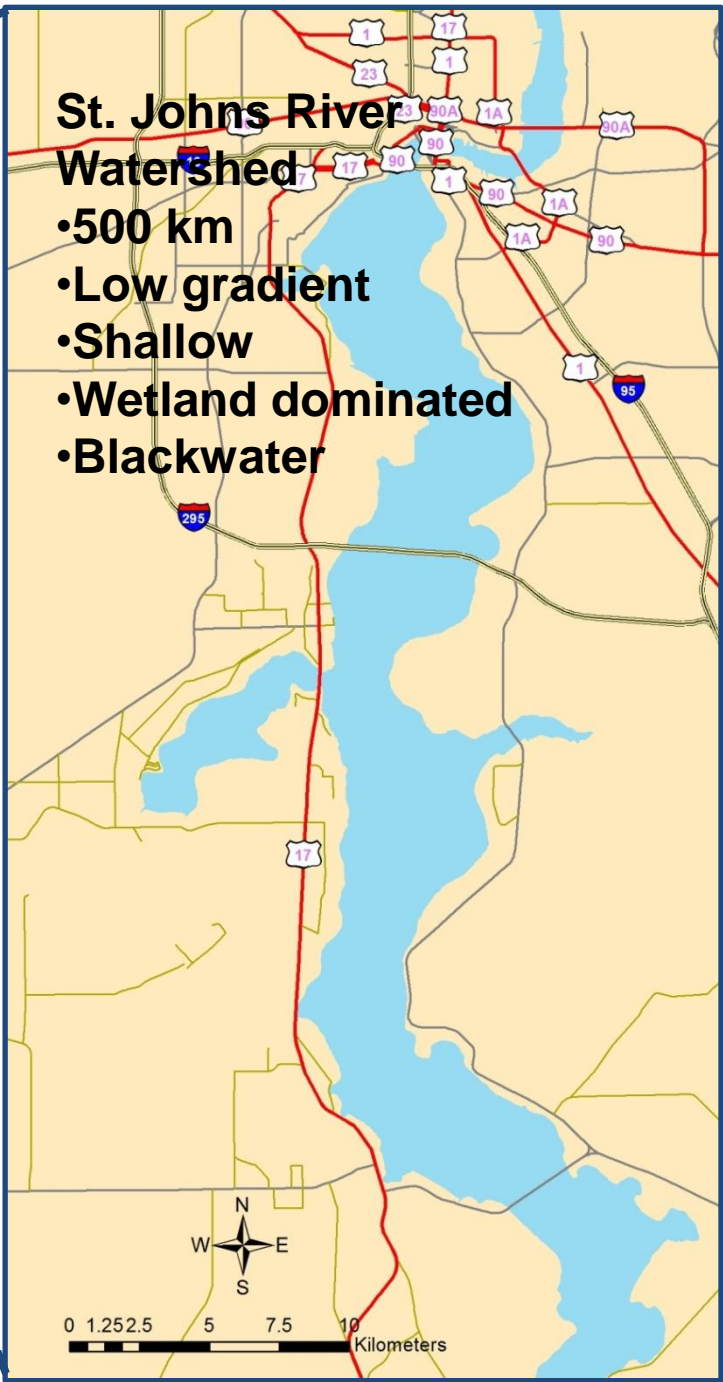 1
17
23
1
St. Johns River
23
90A
1A
90A
90
Watershed
17
90
1
90
1A
•500 km
1A
90
•Low gradient
•Shallow
1
95
•Wetland dominated
•Blackwater
295
17
N
W
E
S
0 1.25 2.5 5 7.5 10
Kilometers